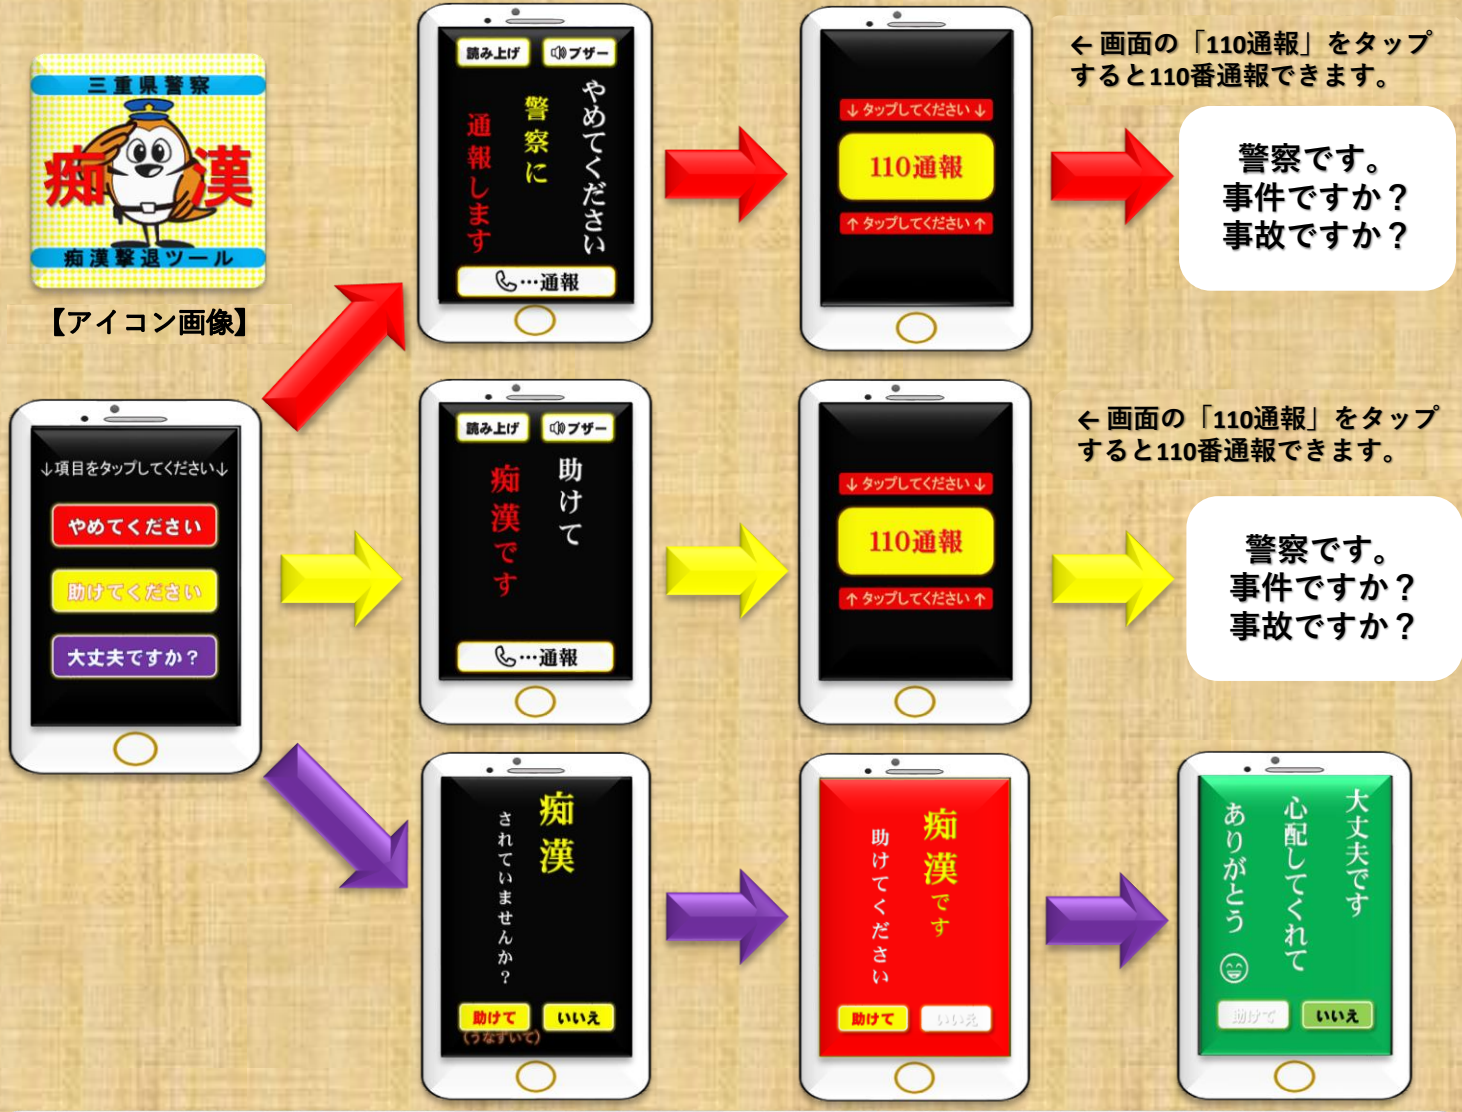 三重県警察
痴漢
痴漢撃退ツール
【アイコン画像】
↓項目をタップしてください↓
やめてください
助けてください
大丈夫ですか？
読み上げ
ブザー
やめてください
警察に
通報します
…通報
↓タップしてください↓
110通報
↑タップしてください↑
←画面の「110通報」をタップ
すると110番通報できます。
警察です。
事件ですか？
事故ですか？
読み上げ
ブザー
助けて
痴漢です
…通報
↓タップしてください↓
110通報
↑タップしてください↑
←画面の「110通報」をタップ
すると110番通報できます。
警察です。
事件ですか？
事故ですか？
痴漢
されていませんか？
助けて
いいえ
(うなずいて)
痴漢です
助けてください
助けて
いいえ
大丈夫です
心配してくれて
ありがとう
助けて
いいえ